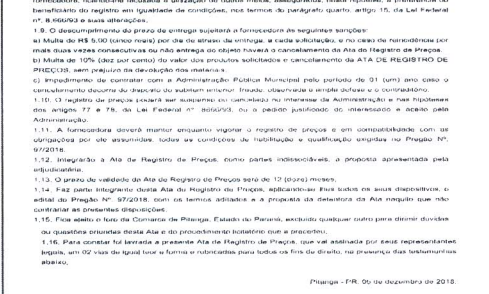 fornecedora, ficando-lhe facultada a utilização de outros meios, assegurada, nesta hipótese, a preferência do
beneficiário do registro em igualdade de condições, nos termos do parágrafo quarto, artigo 15, da Lei Federal
nº. 8.666/93 e suas alterações.
1.9. O descumprimento do prazo de entrega sujeitará a fornecedora às seguintes sanções:
a) Multa de R$ 5,00 (cinco reais) por dia de atraso da entrega, a cada solicitação, e no caso de reincidência por
mais duas vezes consecutivas ou não entrega do objeto haverá o cancelamento da Ata do Registro de Preços.
b) Multa de 10% (dez por cento) do valor dos produtos solicitados e cancelamento da ATA DE REGISTRO DE
PREÇOS, sem prejuízo da devolução dos materiais.
c) Impedimento de contratar com a Administração Pública Municipal pelo período de 01 (um) ano caso o
cancelamento decorra do disposto do subitem anterior, fraude, observada a ampla defesa e o contraditório.
1.10. O registro de preços poderá ser suspenso ou cancelado no interesse da Administração e nas hipóteses
dos artigos 77 e 78, da Lei Federal nº 8666/93, ou a pedido justificado do interessado e aceito pela
Administração.
1.11. A fornecedora deverá manter enquanto vigorar o registro de preços e em compatibilidade com as
obrigações por ele assumidas, todas as condições de habilitação e qualificação exigidas no Pregão Nº.
97/2018.
1.12. Integrarão a Ata de Registro de Preços, como partes indissociáveis, a proposta apresentada pela
adjudicatária.
1.13. O prazo de validade da Ata de Registro de Preços será de 12 (doze) meses.
1.14. Faz parte integrante desta Ata do Registro de Preços, aplicando-se lhes todos os seus dispositivos, o
edital do Pregão Nº. 97/2018, com os termos aditados e a proposta da detentora da Ata naquilo que não
contrariar as presentes disposições.
1.15. Fica eleito o foro da Comarca de Pitanga, Estado do Paraná, excluído qualquer outro para dirimir dúvidas
ou questões oriundas desta Ata e do procedimento licitatório que a precedeu.
1.16. Para constar foi lavrada a presente Ata de Registro de Preços, que vai assinada por seus representantes
legais, em 02 vias de igual teor e forma e rubricadas para todos os fins de direito, na presença das testemunhas
abaixo.
Pitanga - PR, 05 de dezembro de 2018.